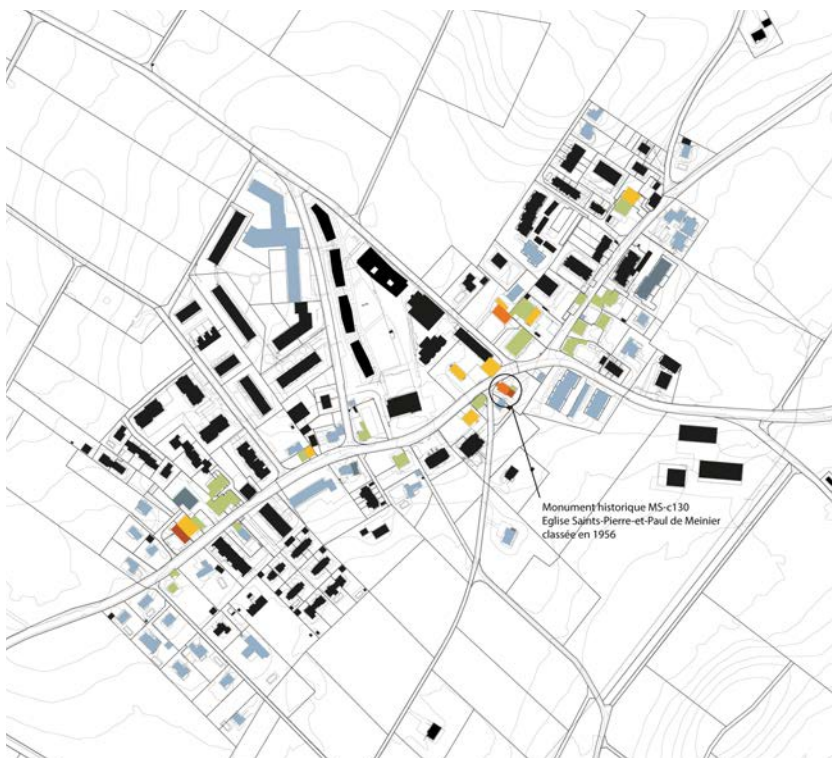 Monument historique MS-c130
Eglise Saints-Pierre-et-Paul de Meinier
classée en 1956